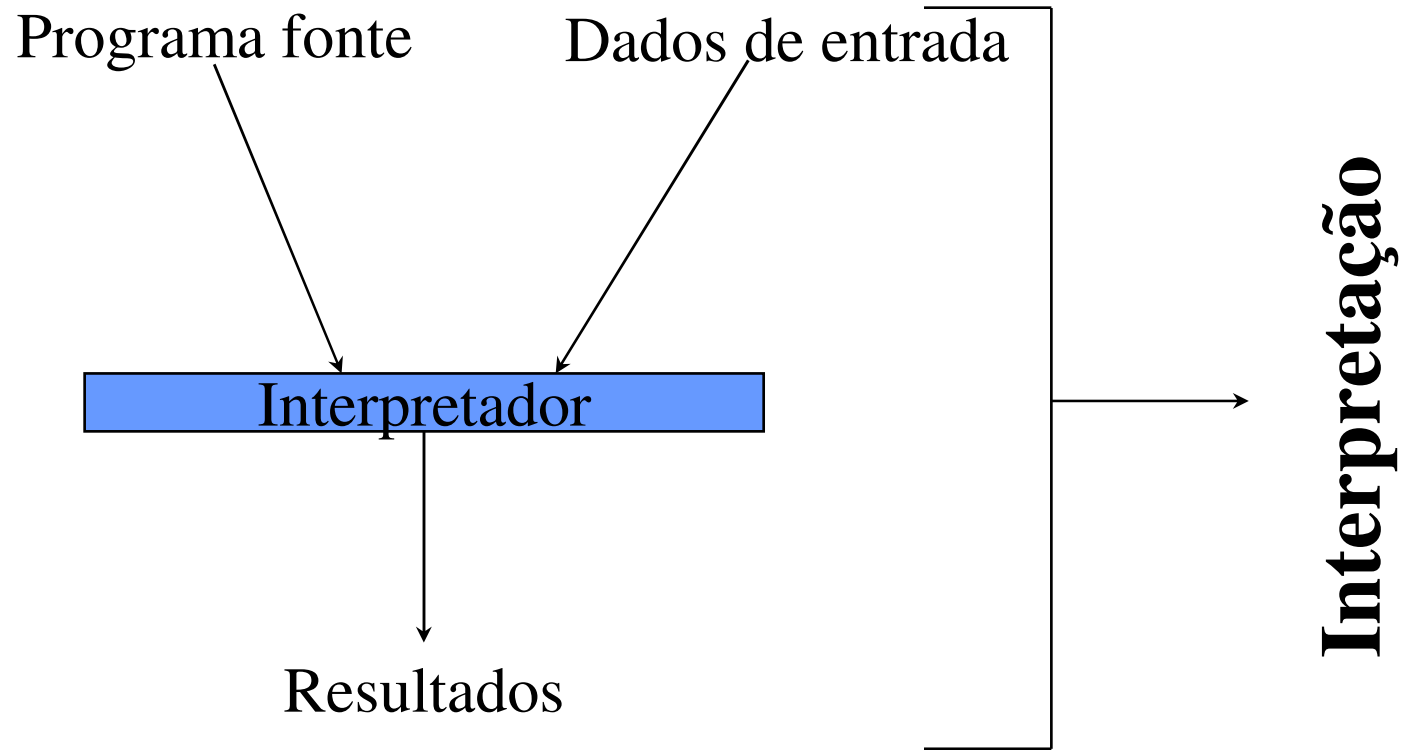 Programa fonte
Dados de entrada
Interpretador
Resultados
Interpretação